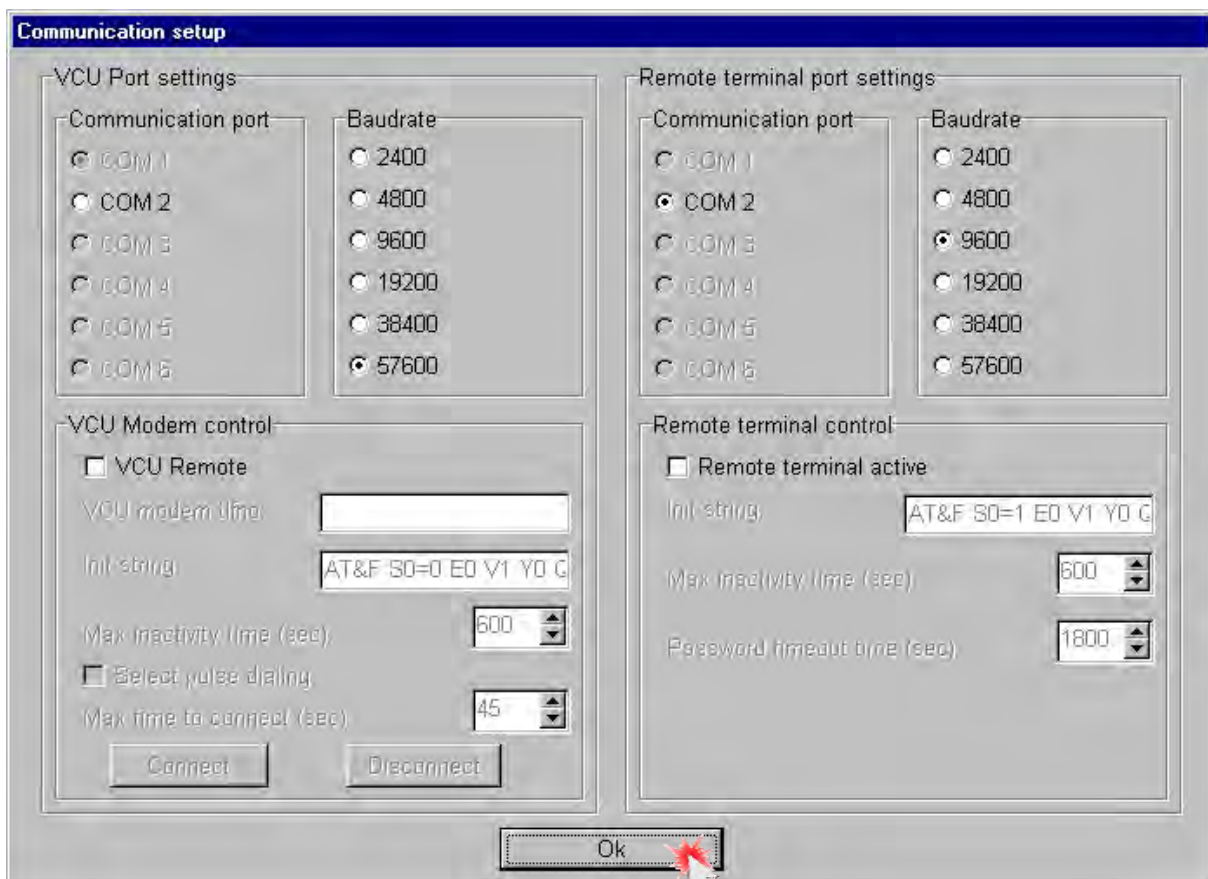 Communication setup
VCU Port settings
Communication port
COM 1
COM 2
COM 3
COM 4
COM 5
COM 6
Baudrate
2400
4800
9600
19200
38400
57600
VCU Modem control
VCU Remote
VCU modem tlfno
Init string
AT&F S0=0 E0 V1 Y0 Q
Max inactivity time (sec)
600
Select pulse dialing
Max time to connect (sec)
45
Connect
Disconnect
Remote terminal port settings
Communication port
COM 1
COM 2
COM 3
COM 4
COM 5
COM 6
Baudrate
2400
4800
9600
19200
38400
57600
Remote terminal control
Remote terminal active
Init string
AT&F S0=1 E0 V1 Y0 Q
Max inactivity time (sec)
600
Password timeout time (sec)
1800
Ok